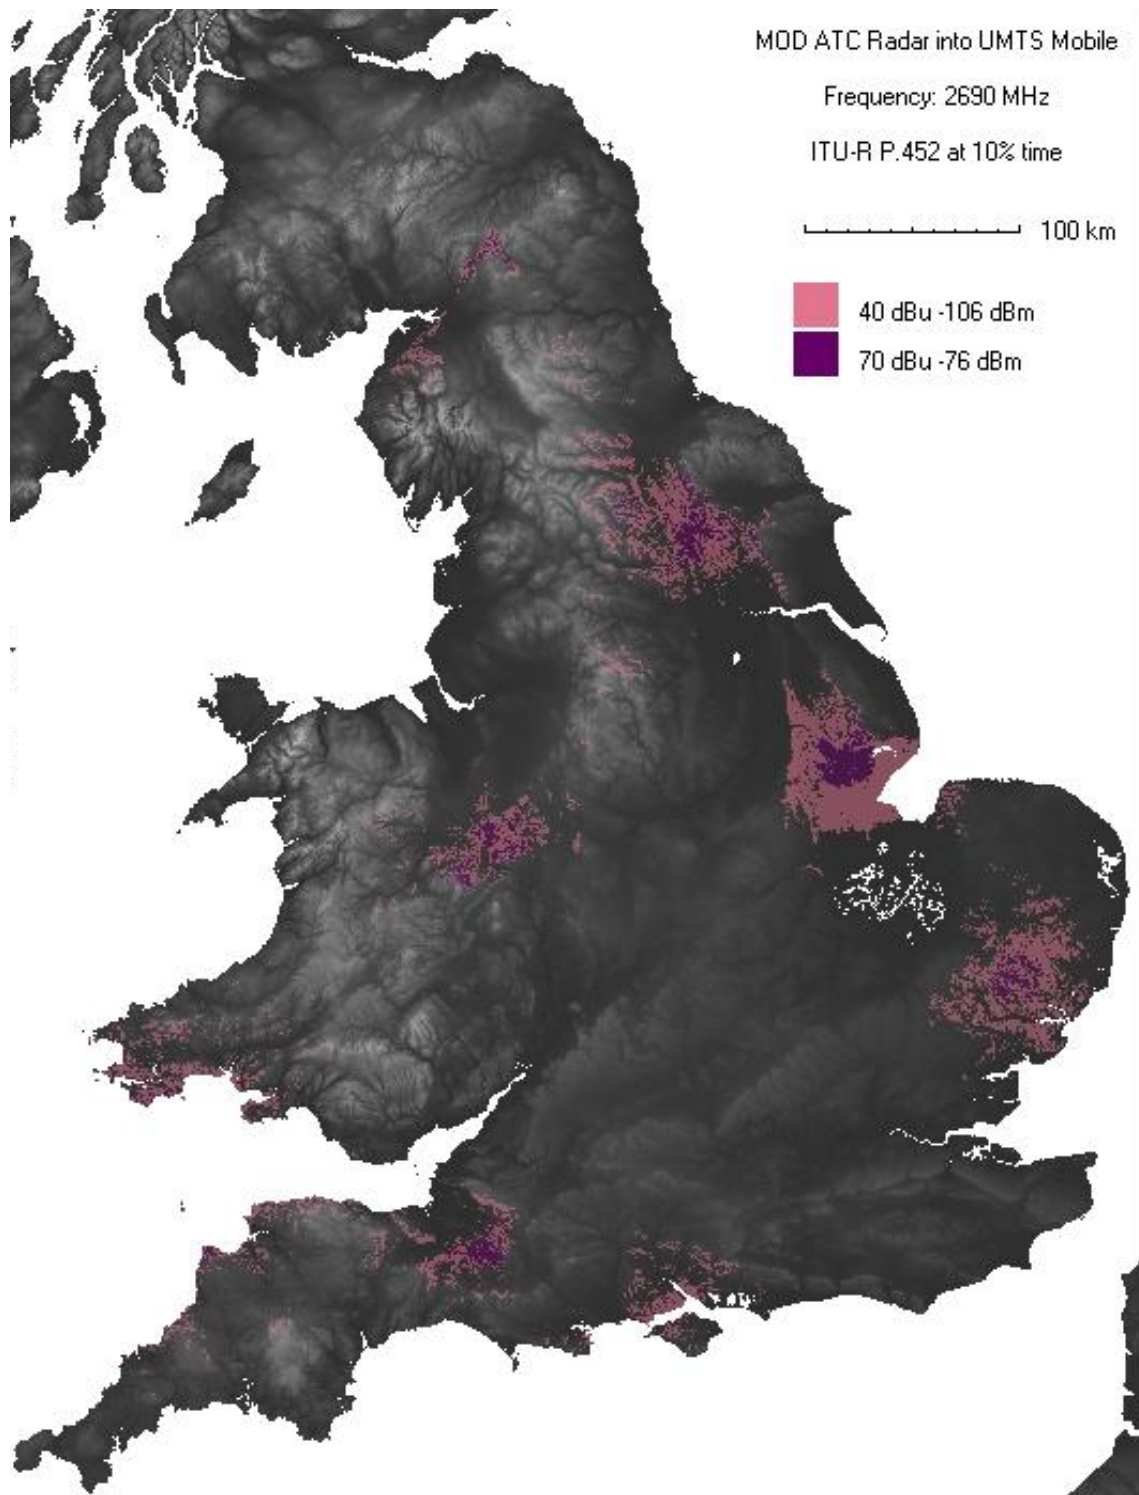 MOD ATC Radar into UMTS Mobile
Frequency: 2690 MHz
ITU-R P.452 at 10% time
100 km
40 dBu -106 dBm
70 dBu -76 dBm